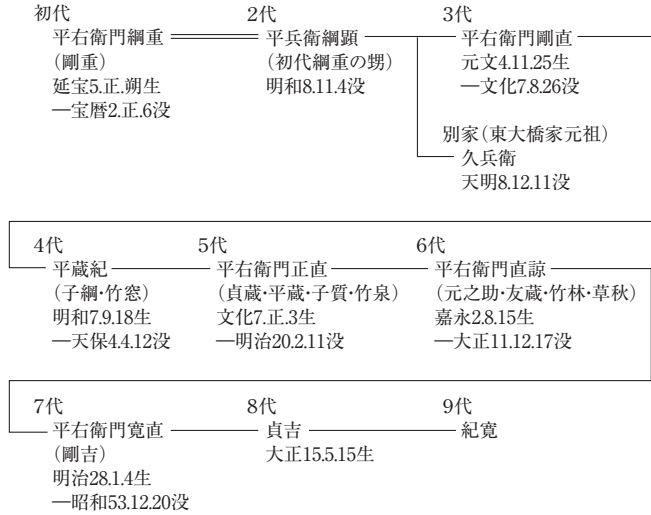 初代
平右衛門綱重
(剛重)
延宝5.正.朔生
―宝暦2.正.6没
2代
平兵衛綱顕
(初代綱重の甥)
明和8.11.4没
3代
平右衛門剛直
元文4.11.25生
―文化7.8.26没
別家(東大橋家元祖)
久兵衛
天明8.12.11没
4代
平蔵紀
(子綱・竹窓)
明和7.9.18生
―天保4.4.12没
5代
平右衛門正直
(貞蔵・平蔵・子質・竹泉)
文化7.正.3生
―明治20.2.11没
6代
平右衛門直諒
(元之助・友蔵・竹林・草秋)
嘉永2.8.15生
―大正11.12.17没
7代
平右衛門寛直
(剛吉)
明治28.1.4生
―昭和53.12.20没
8代
貞吉
大正15.5.15生
9代
紀寛